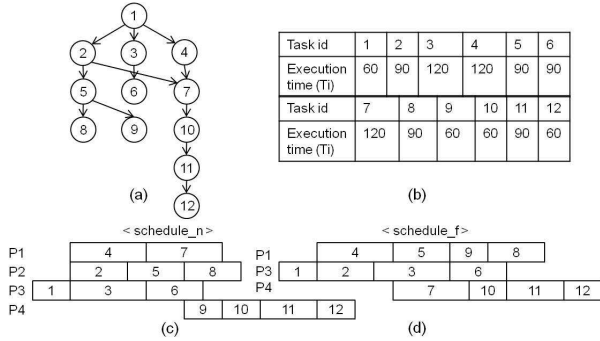 1
2 3 4
5 6 7
8 9 10
11
12
(a)
Task id 1 2 3 4 5 6
Execution time (Ti) 60 90 120 120 90 90
Task id 7 8 9 10 11 12
Execution time (Ti) 120 90 60 60 90 60
(b)
< schedule_n >
P1 4 7
P2 2 5 8
P3 1 3 6
P4 9 10 11 12
(c)
< schedule_f >
P1 4 5 9 8
P3 1 2 3 6
P4 7 10 11 12
(d)